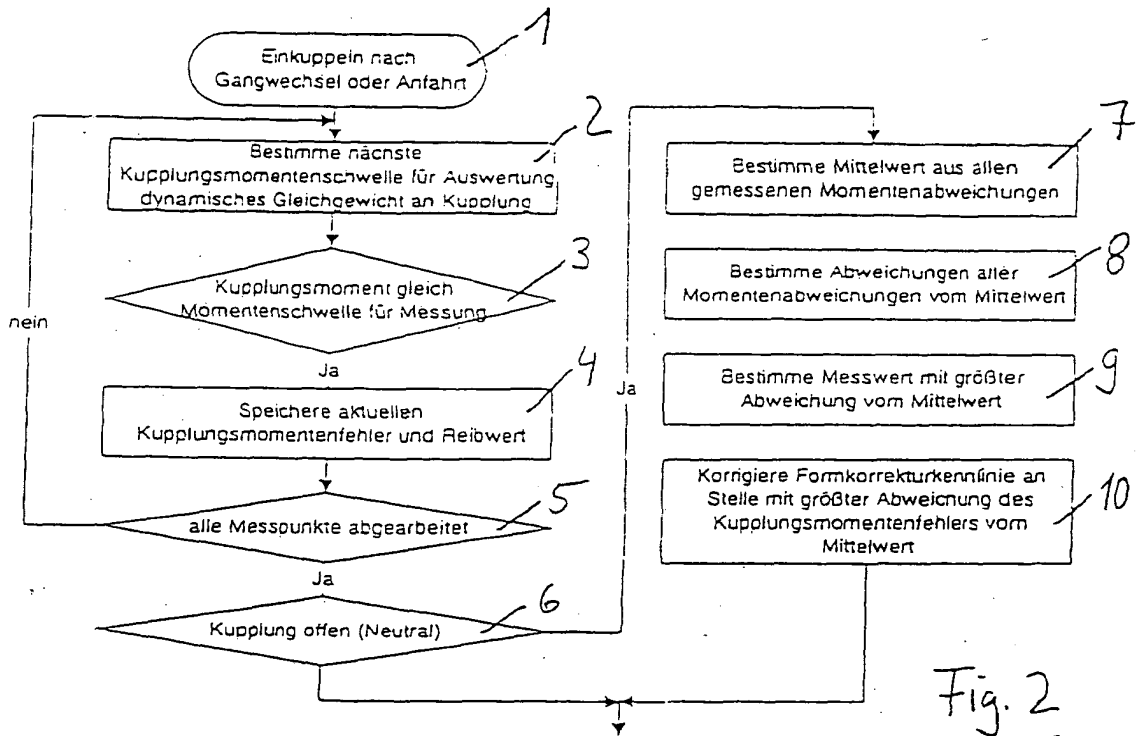 1
Einkuppeln nach
Gangwechsel oder Anfahrt
2
Bestimme nächste
Kupplungsmomentenschwelle für Auswertung
dynamisches Gleichgewicht an Kupplung
3
Kupplungsmoment gleich
Momentenschwelle für Messung
nein
Ja
4
Speichere aktuellen
Kupplungsmomentenfehler und Reibwert
5
alle Messpunkte abgearbeitet
Ja
6
Kupplung offen (Neutral)
Ja
7
Bestimme Mittelwert aus allen
gemessenen Momentenabweichungen
8
Bestimme Abweichungen aller
Momentenabweichungen vom Mittelwert
9
Bestimme Messwert mit größter
Abweichung vom Mittelwert
10
Korrigiere Formkorrekturkennlinie an
Stelle mit größter Abweichung des
Kupplungsmomentenfehlers vom
Mittelwert
Fig. 2